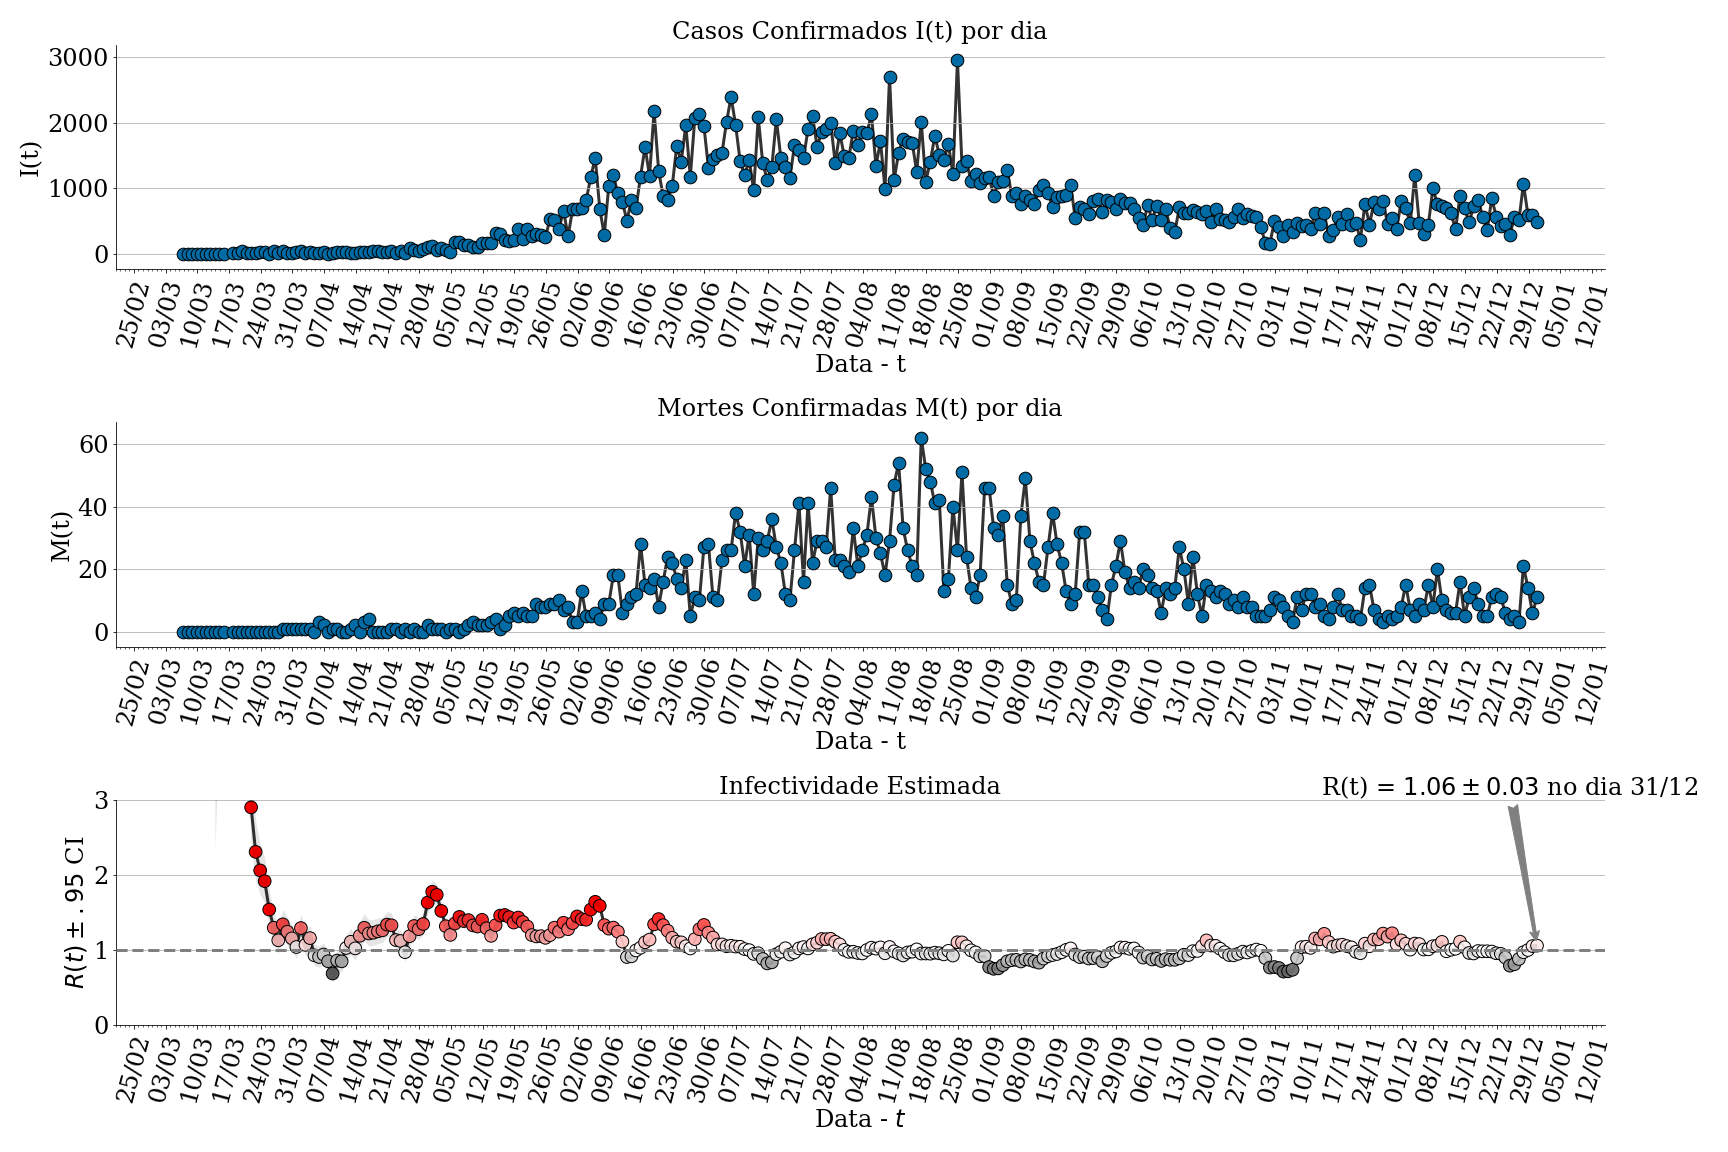 Casos Confirmados I(t) por dia
3000
2000
1000
0
I(t)
25/02 03/03 10/03 17/03 24/03 31/03 07/04 14/04 21/04 28/04 05/05 12/05 19/05 26/05 02/06 09/06 16/06 23/06 30/06 07/07 14/07 21/07 28/07 04/08 11/08 18/08 25/08 01/09 08/09 15/09 22/09 29/09 06/10 13/10 20/10 27/10 03/11 10/11 17/11 24/11 01/12 08/12 15/12 22/12 29/12 05/01 12/01
Data - t
Mortes Confirmadas M(t) por dia
60
40
20
0
M(t)
25/02 03/03 10/03 17/03 24/03 31/03 07/04 14/04 21/04 28/04 05/05 12/05 19/05 26/05 02/06 09/06 16/06 23/06 30/06 07/07 14/07 21/07 28/07 04/08 11/08 18/08 25/08 01/09 08/09 15/09 22/09 29/09 06/10 13/10 20/10 27/10 03/11 10/11 17/11 24/11 01/12 08/12 15/12 22/12 29/12 05/01 12/01
Data - t
Infectividade Estimada
R(t) = 1.06 ± 0.03 no dia 31/12
3
2
1
0
R(t) ± .95 CI
25/02 03/03 10/03 17/03 24/03 31/03 07/04 14/04 21/04 28/04 05/05 12/05 19/05 26/05 02/06 09/06 16/06 23/06 30/06 07/07 14/07 21/07 28/07 04/08 11/08 18/08 25/08 01/09 08/09 15/09 22/09 29/09 06/10 13/10 20/10 27/10 03/11 10/11 17/11 24/11 01/12 08/12 15/12 22/12 29/12 05/01 12/01
Data - t